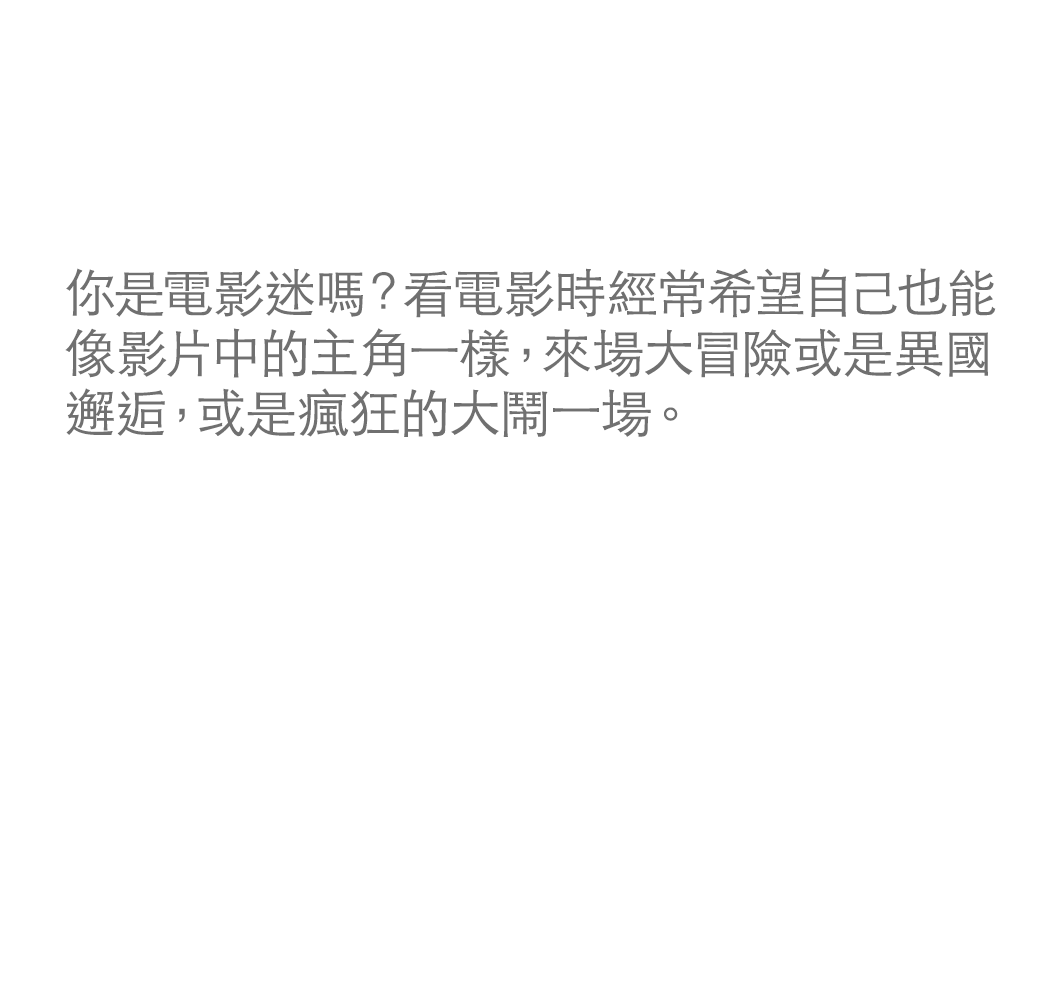 你是電影迷嗎？看電影時經常希望自己也能
像影片中的主角一樣，來場大冒險或是異國
邂逅，或是瘋狂的大鬧一場。